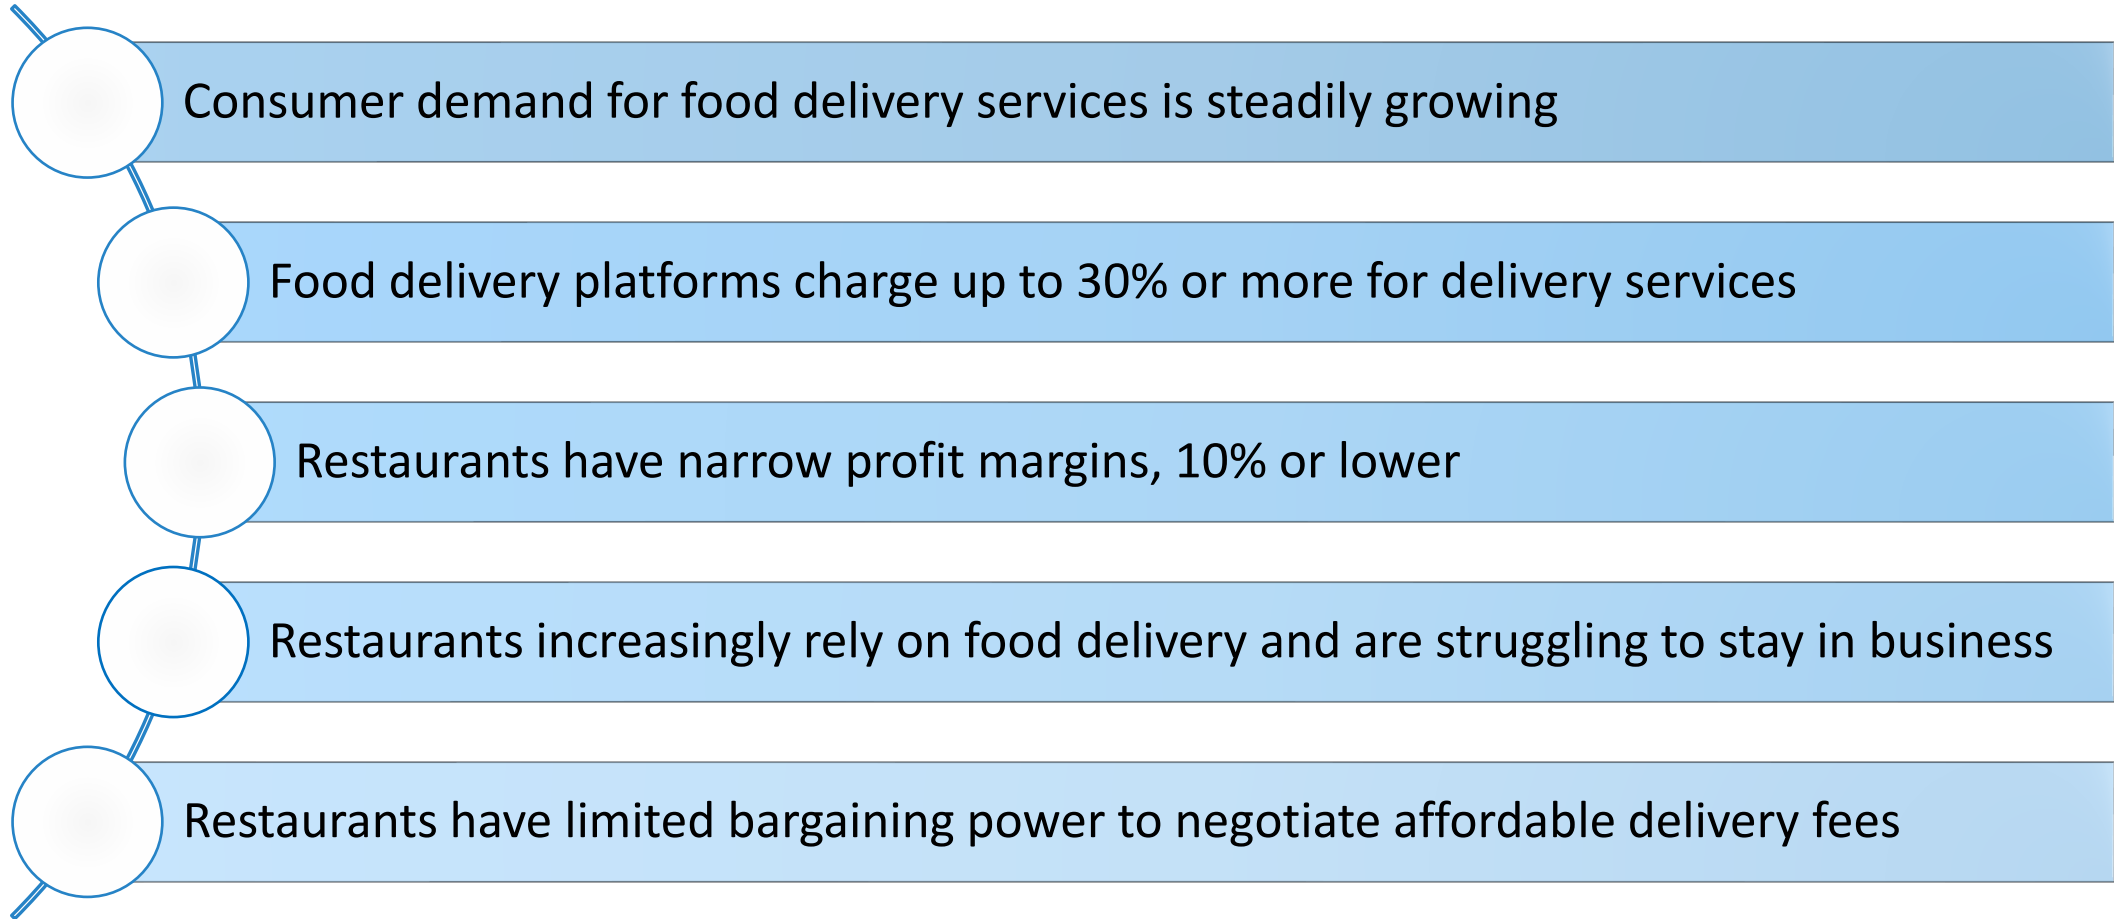 Consumer demand for food delivery services is steadily growing
Food delivery platforms charge up to 30% or more for delivery services
Restaurants have narrow profit margins, 10% or lower
Restaurants increasingly rely on food delivery and are struggling to stay in business
Restaurants have limited bargaining power to negotiate affordable delivery fees